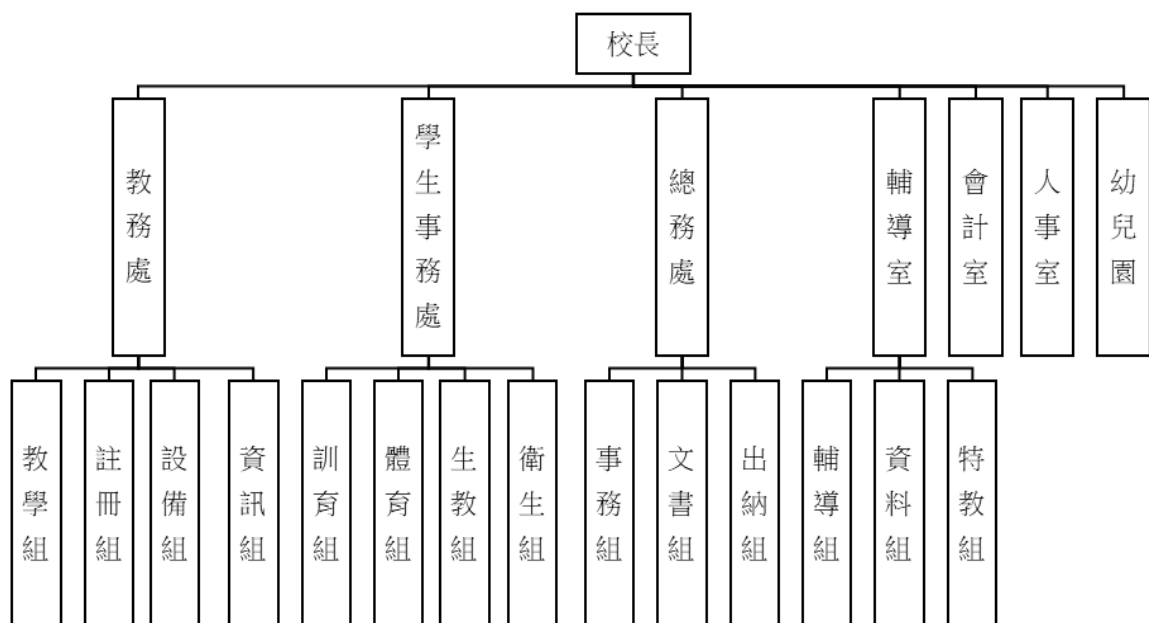 校長
教務處
學生事務處
總務處
輔導室
會計室
人事室
幼兒園
教學組
註冊組
設備組
資訊組
訓育組
體育組
生教組
衛生組
事務組
文書組
出納組
輔導組
資料組
特教組